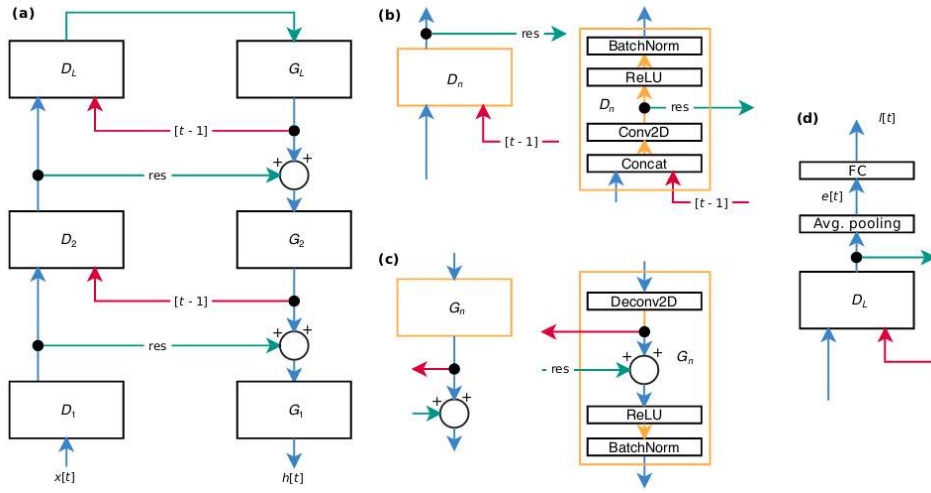 (a)
D_L
G_L
[t - 1]
+ +
res
D_2
G_2
[t - 1]
+ +
res
D_1
G_1
x[t]
h[t]
(b)
res
D_n
[t - 1]
BatchNorm
ReLU
D_n
res
Conv2D
Concat
[t - 1]
(c)
G_n
+ +
Deconv2D
+ +
G_n
res
ReLU
BatchNorm
(d)
l[t]
FC
e[t]
Avg. pooling
D_L